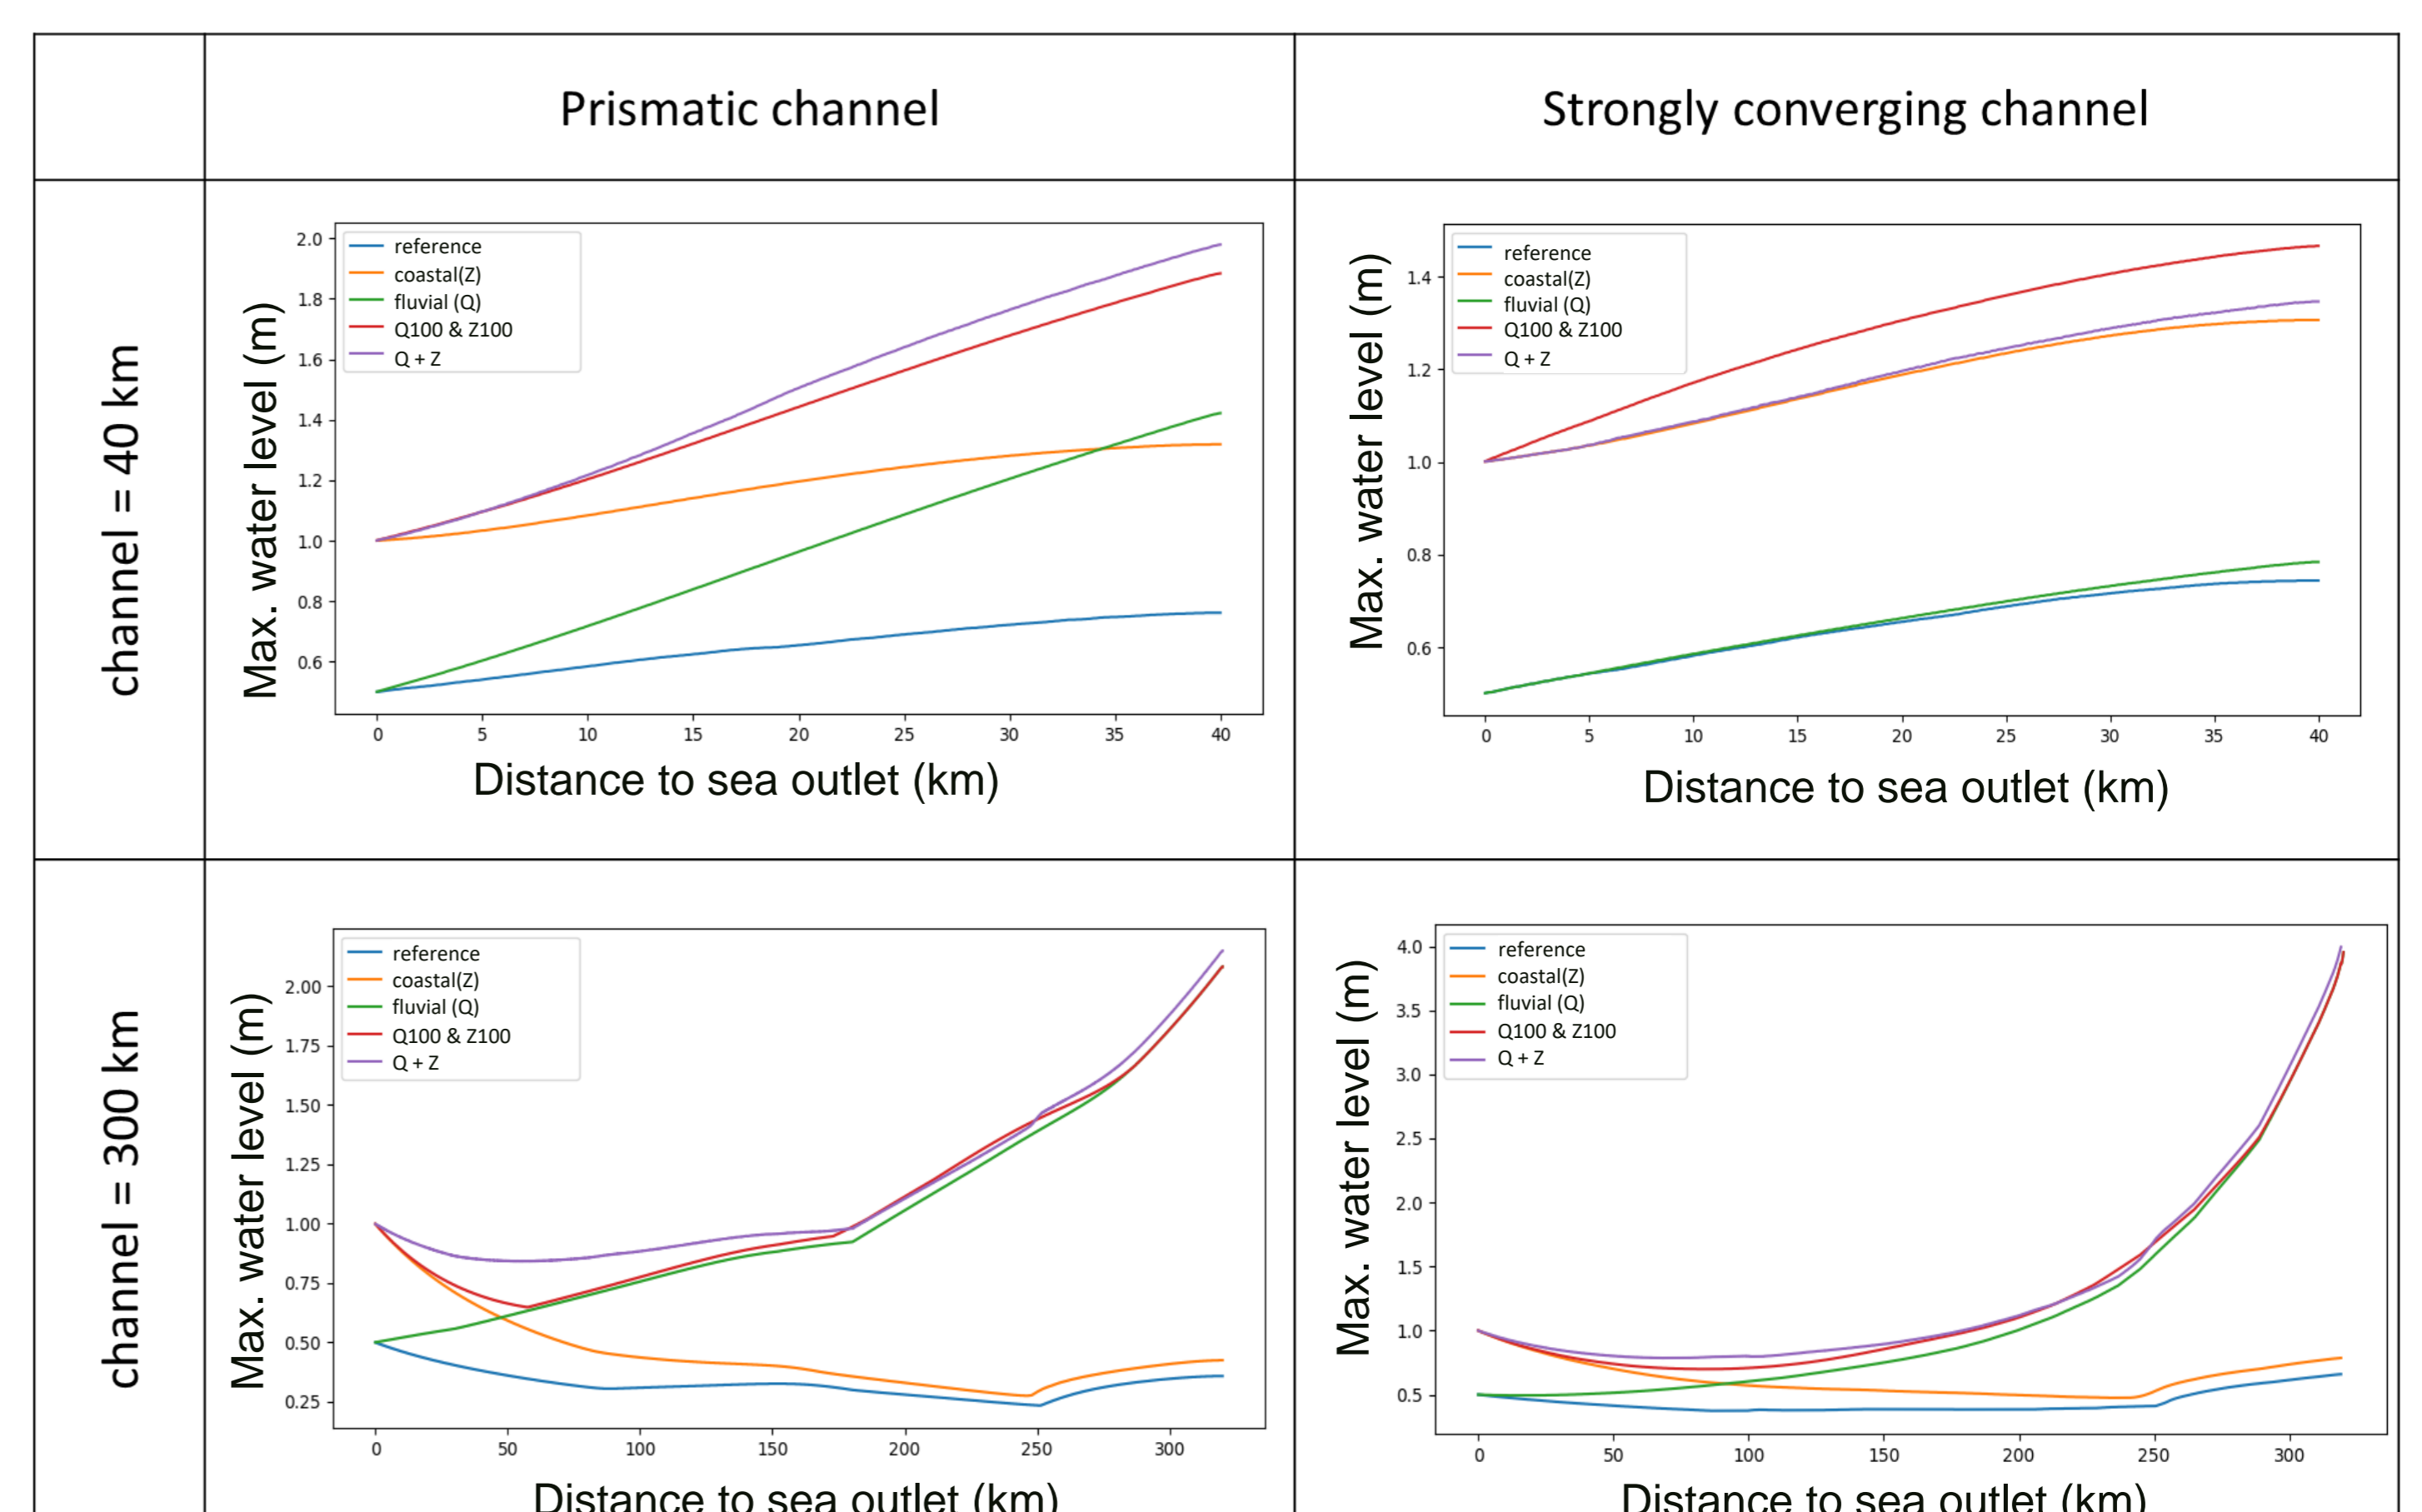 Prismatic channel
Strongly converging channel
channel = 40 km
Max. water level (m)
2.0
1.8
1.6
1.4
1.2
1.0
0.8
0.6
reference
coastal(Z)
fluvial (Q)
Q100 & Z100
Q + Z
0 5 10 15 20 25 30 35 40
Distance to sea outlet (km)
Max. water level (m)
1.4
1.2
1.0
0.8
0.6
reference
coastal(Z)
fluvial (Q)
Q100 & Z100
Q + Z
0 5 10 15 20 25 30 35 40
Distance to sea outlet (km)
channel = 300 km
Max. water level (m)
2.00
1.75
1.50
1.25
1.00
0.75
0.50
0.25
reference
coastal(Z)
fluvial (Q)
Q100 & Z100
Q + Z
0 50 100 150 200 250 300
Distance to sea outlet (km)
Max. water level (m)
4.0
3.5
3.0
2.5
2.0
1.5
1.0
0.5
reference
coastal(Z)
fluvial (Q)
Q100 & Z100
Q + Z
0 50 100 150 200 250 300
Distance to sea outlet (km)